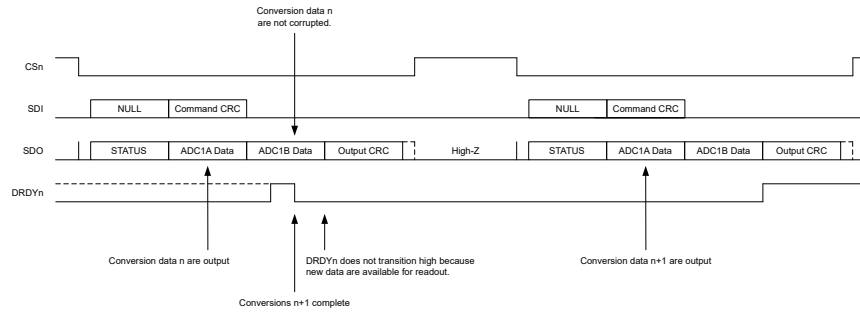 Conversion data n
are not corrupted.
CSn
SDI
NULL
Command CRC
NULL
Command CRC
SDO
STATUS
ADC1A Data
ADC1B Data
Output CRC
High-Z
STATUS
ADC1A Data
ADC1B Data
Output CRC
DRDYn
Conversion data n are output
DRDYn does not transition high because
new data are available for readout.
Conversion data n+1 are output
Conversions n+1 complete